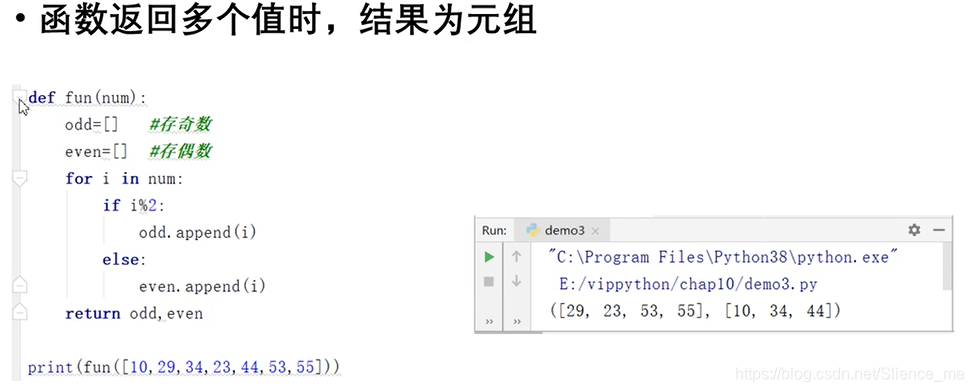 • 函数返回多个值时，结果为元组
def fun(num):
    odd=[]   #存奇数
    even=[]  #存偶数
    for i in num:
        if i%2:
            odd.append(i)
        else:
            even.append(i)
    return odd,even
print(fun([10,29,34,23,44,53,55]))
Run: demo3 ×
"C:\Program Files\Python38\python.exe"
E:/vippython/chap10/demo3.py
([29, 23, 53, 55], [10, 34, 44])
https://blog.csdn.net/Slience_me